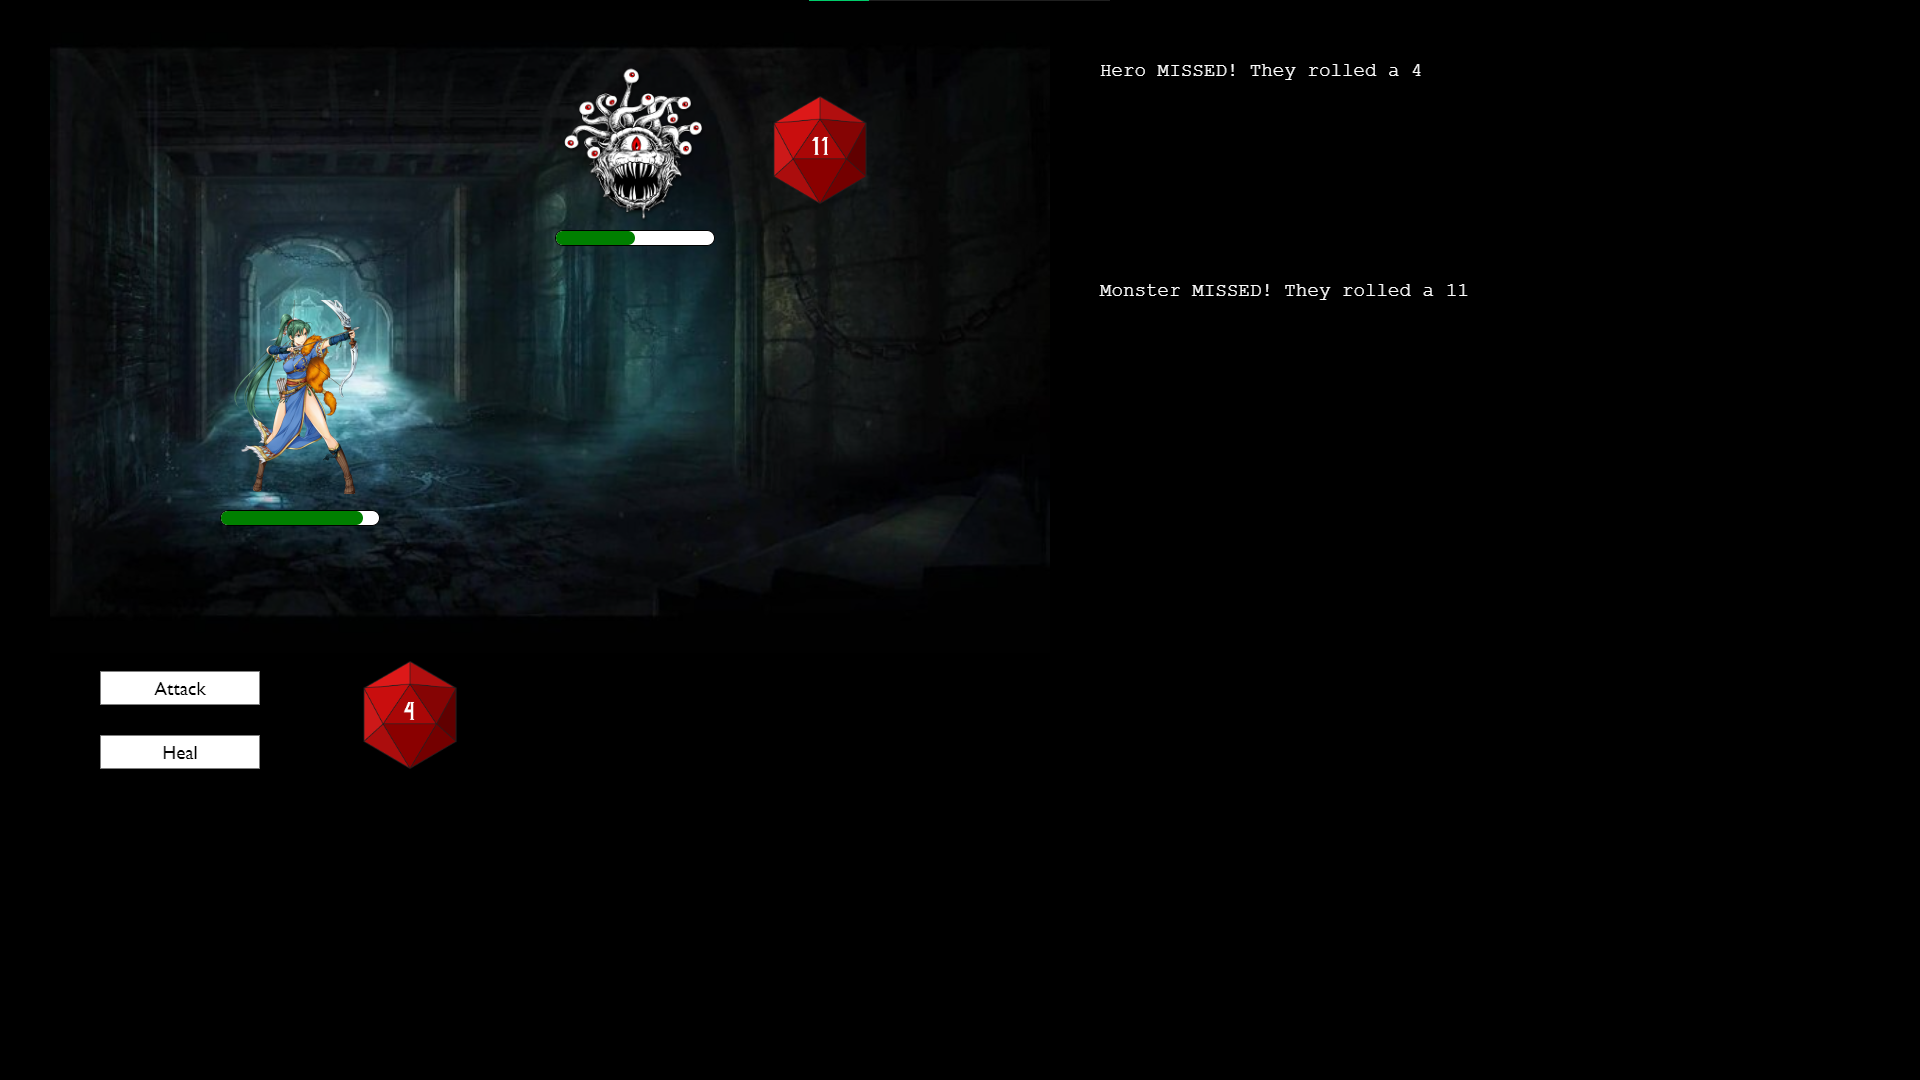 Hero MISSED! They rolled a 4
11
Monster MISSED! They rolled a 11
Attack
4
Heal